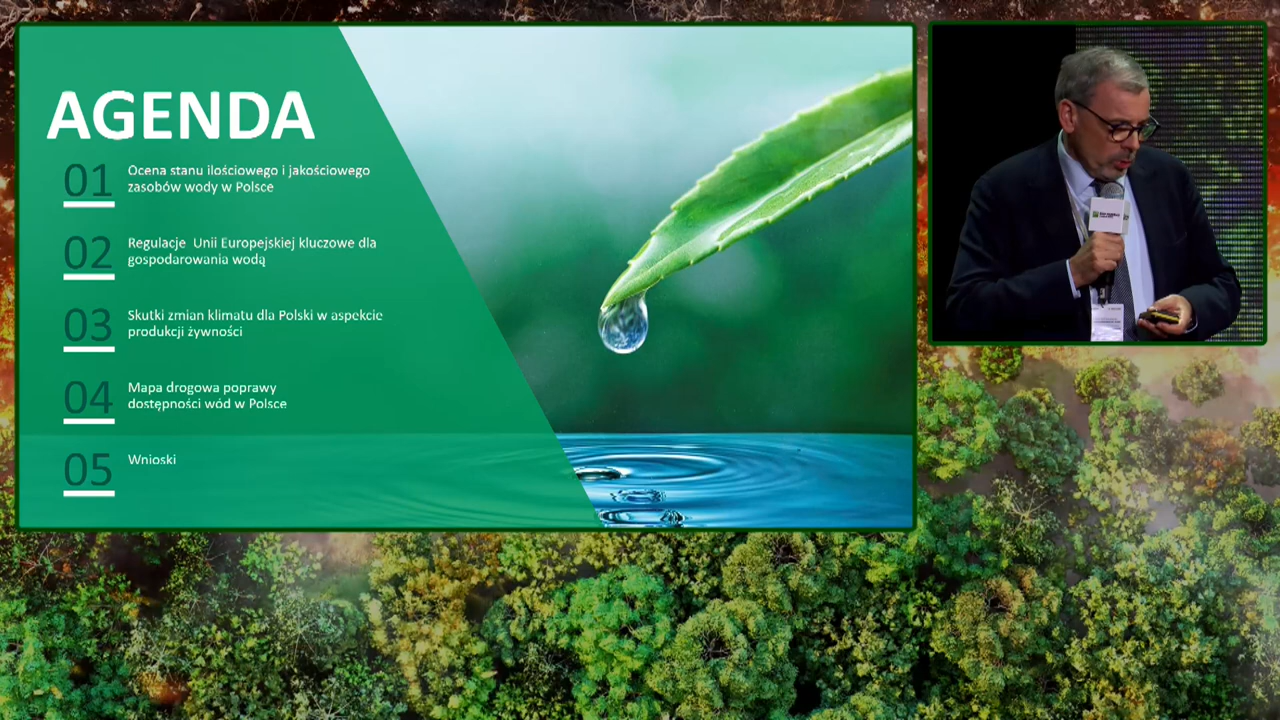 AGENDA
01
Ocena stanu ilościowego i jakościowego
zasobów wody w Polsce
02
Regulacje Unii Europejskiej kluczowe dla
gospodarowania wodą
03
Skutki zmian klimatu dla Polski w aspekcie
produkcji żywności
04
Mapa drogowa poprawy
dostępności wód w Polsce
05
Wnioski